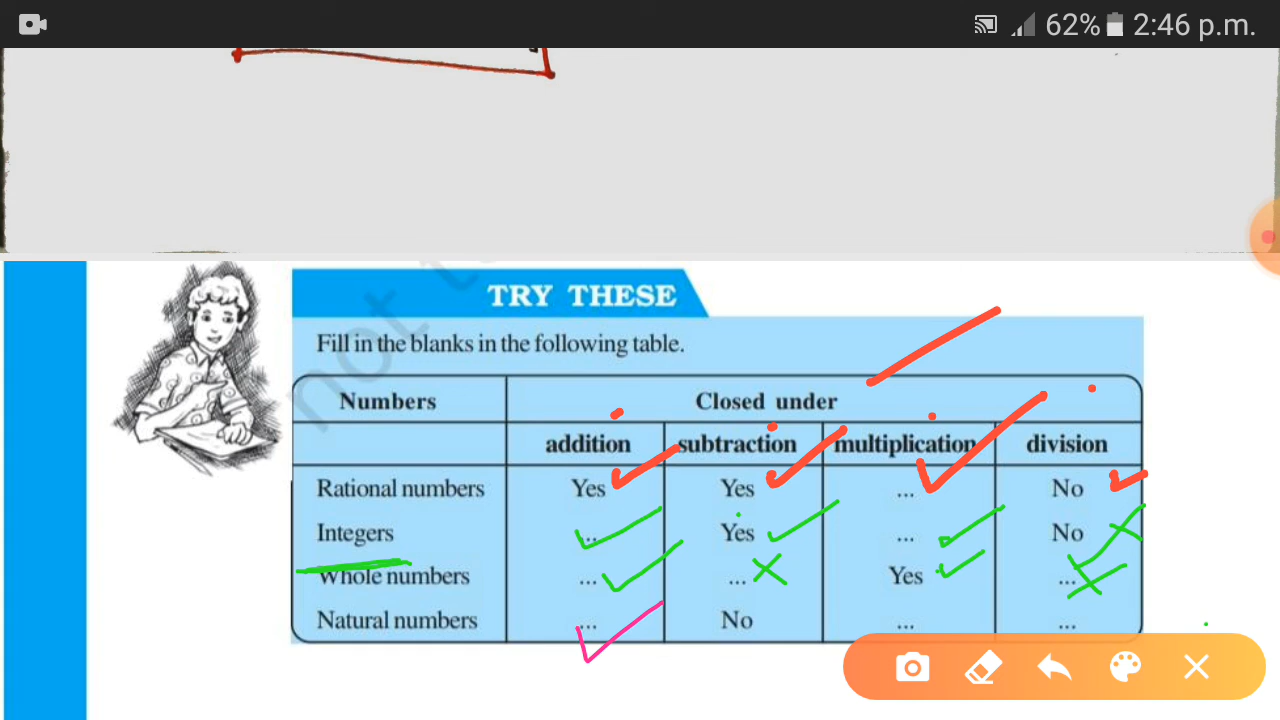 62% 2:46 p.m.
not t
TRY THESE
Fill in the blanks in the following table.
Numbers Closed under
addition subtraction multiplication division
Rational numbers Yes Yes ... No
Integers ... Yes ... No
Whole numbers ... ... Yes ...
Natural numbers ... No ... ...